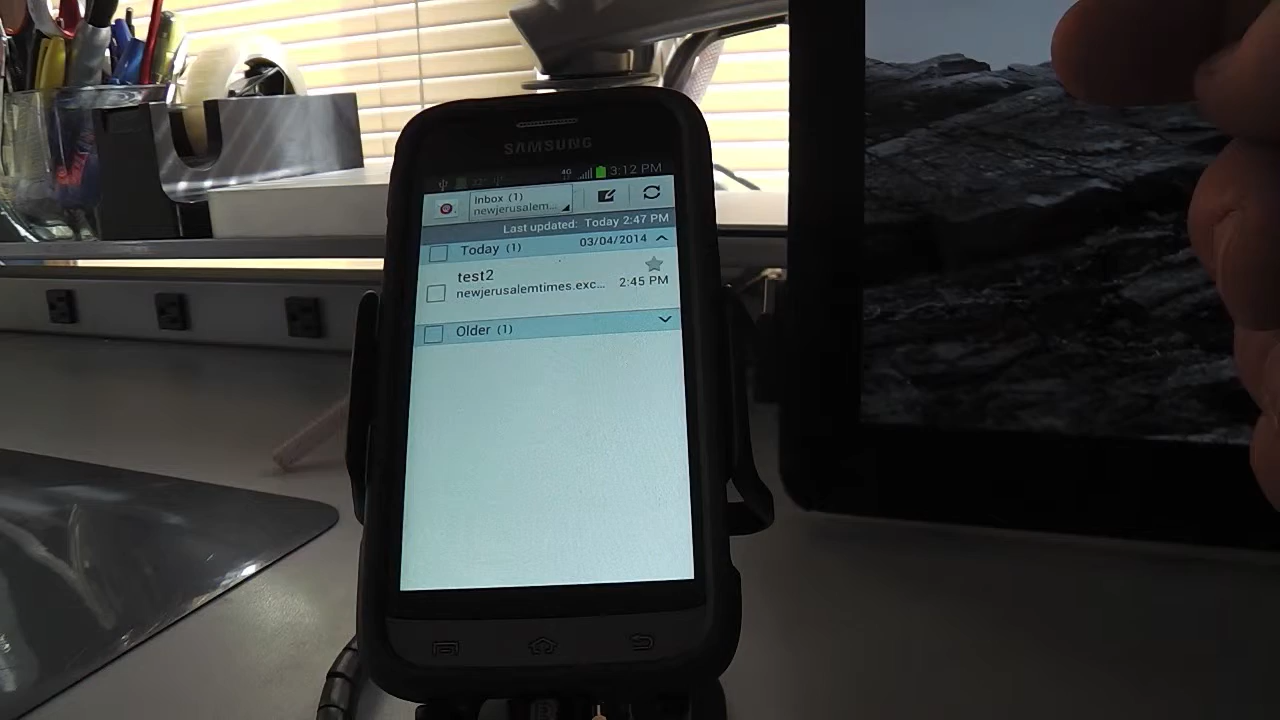 SAMSUNG
4G 3:12 PM
Inbox (1)
newjerusalem...
Last updated: Today 2:47 PM
Today (1) 03/04/2014
test2
newjerusalemtimes.exc... 2:45 PM
Older (1)